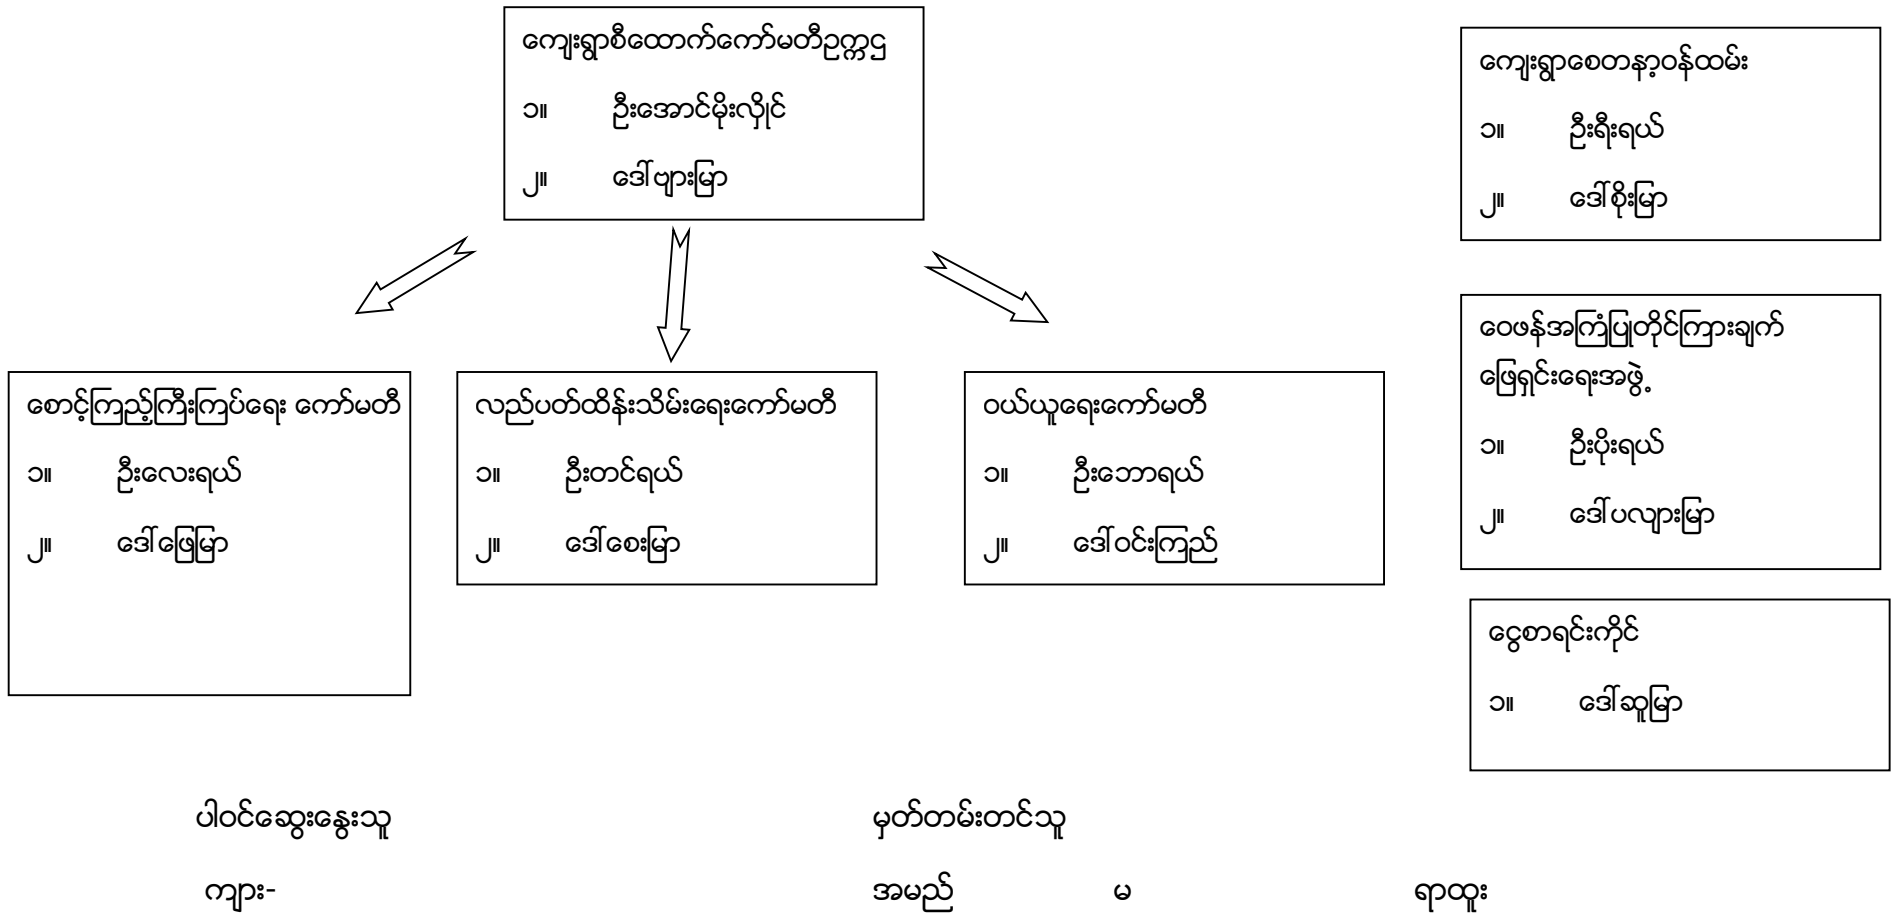 ကျေးရွာစီထောက်ကော်မတီဥက္ကဌ
၁။ ဦးအောင်မိုးလှိုင်
၂။ ဒေါ်ဗျားမြာ
ကျေးရွာစေတနာ့ဝန်ထမ်း
၁။ ဦးရီးရယ်
၂။ ဒေါ်စိုးမြာ
စောင့်ကြည့်ကြီးကြပ်ရေး ကော်မတီ
၁။ ဦးလေးရယ်
၂။ ဒေါ်ဖြေမြာ
လည်ပတ်ထိန်းသိမ်းရေးကော်မတီ
၁။ ဦးတင်ရယ်
၂။ ဒေါ်စေးမြာ
ဝယ်ယူရေးကော်မတီ
၁။ ဦးဘောရယ်
၂။ ဒေါ်ဝင်းကြည်
ဝေဖန်အကြံပြုတိုင်ကြားချက်
ဖြေရှင်းရေးအဖွဲ့
၁။ ဦးပိုးရယ်
၂။ ဒေါ်ပလျားမြာ
ငွေစာရင်းကိုင်
၁။ ဒေါ်ဆူမြာ
ပါဝင်ဆွေးနွေးသူ မှတ်တမ်းတင်သူ
ကျား- အမည် မ ရာထူး